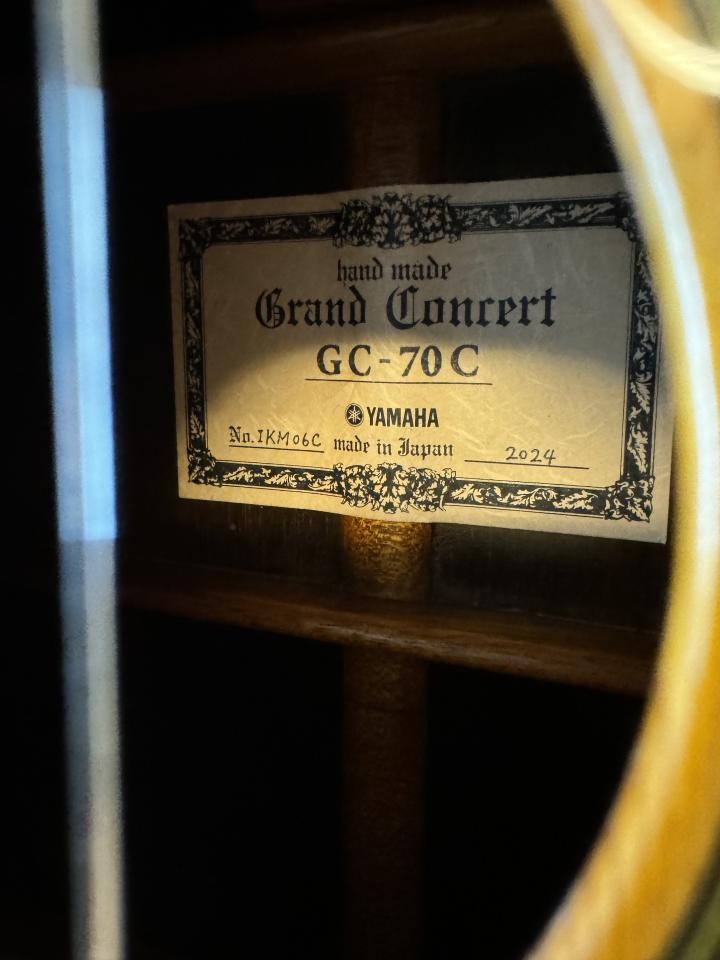 hand made
Grand Concert
GC-70C
YAMAHA
No. IKM06C made in Japan 2024